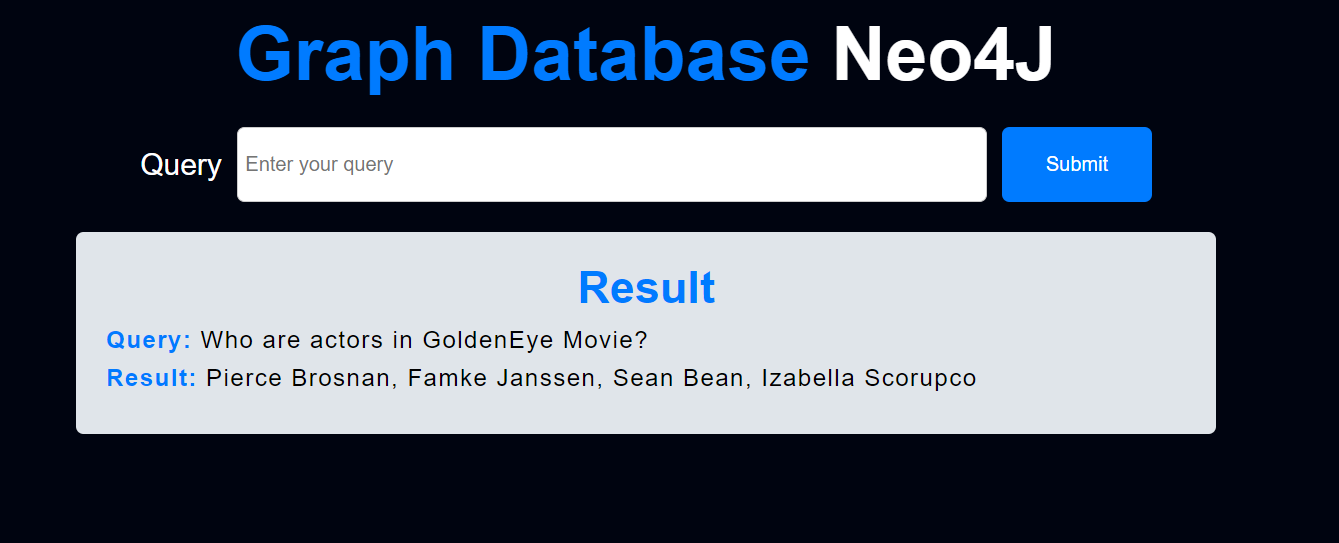 Graph Database Neo4J
Query Enter your query Submit
Result
Query: Who are actors in GoldenEye Movie?
Result: Pierce Brosnan, Famke Janssen, Sean Bean, Izabella Scorupco